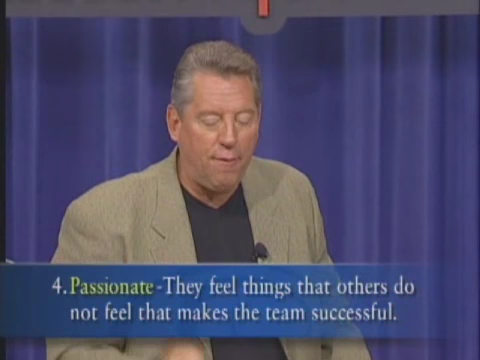 4. Passionate - They feel things that others do
not feel that makes the team successful.